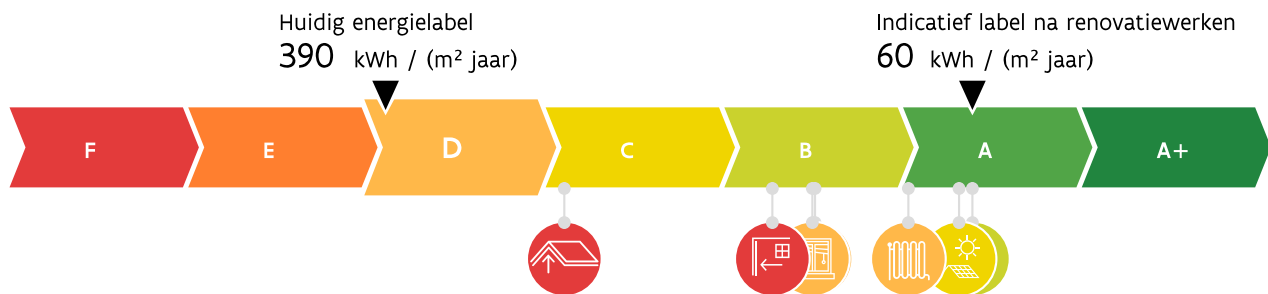 Huidig energielabel
390 kWh / (m² jaar)
Indicatief label na renovatiewerken
60 kWh / (m² jaar)
F
E
D
C
B
A
A+